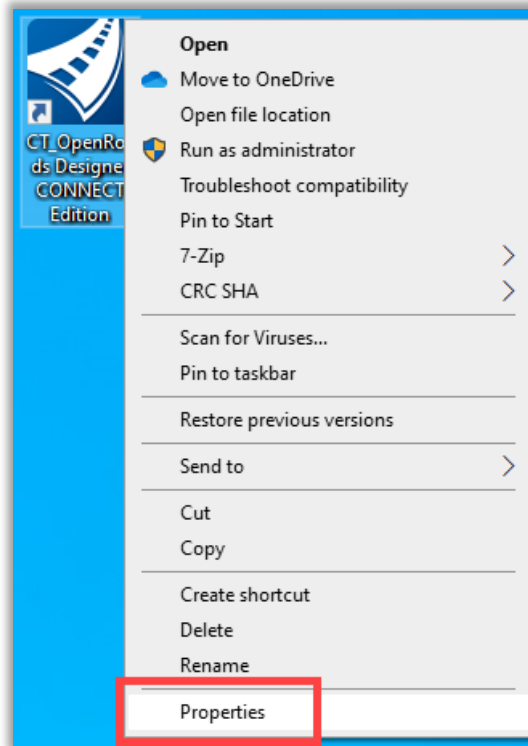 CT_OpenRo
ds Designe
CONNECT
Edition
Open
Move to OneDrive
Open file location
Run as administrator
Troubleshoot compatibility
Pin to Start
7-Zip
CRC SHA
Scan for Viruses...
Pin to taskbar
Restore previous versions
Send to
Cut
Copy
Create shortcut
Delete
Rename
Properties